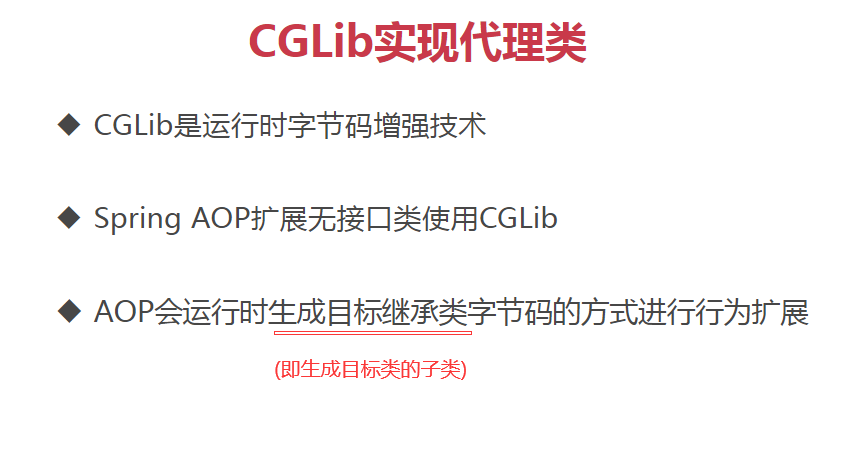 CGLib实现代理类
◆ CGLib是运行时字节码增强技术
◆ Spring AOP扩展无接口类使用CGLib
◆ AOP会运行时生成目标继承类字节码的方式进行行为扩展
(即生成目标类的子类)